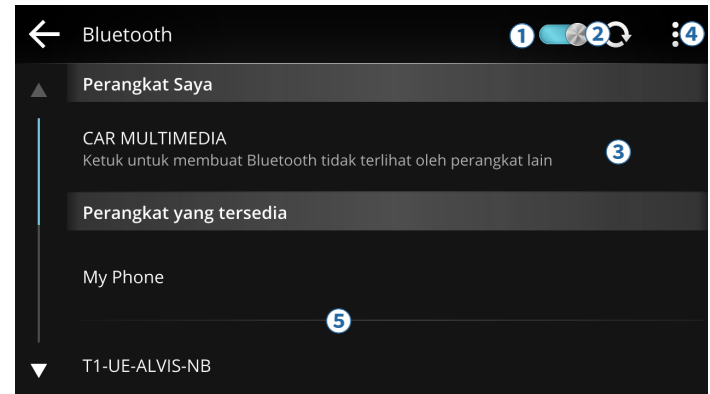 Bluetooth
1
2
4
Perangkat Saya
CAR MULTIMEDIA
Ketuk untuk membuat Bluetooth tidak terlihat oleh perangkat lain
3
Perangkat yang tersedia
My Phone
5
T1-UE-ALVIS-NB